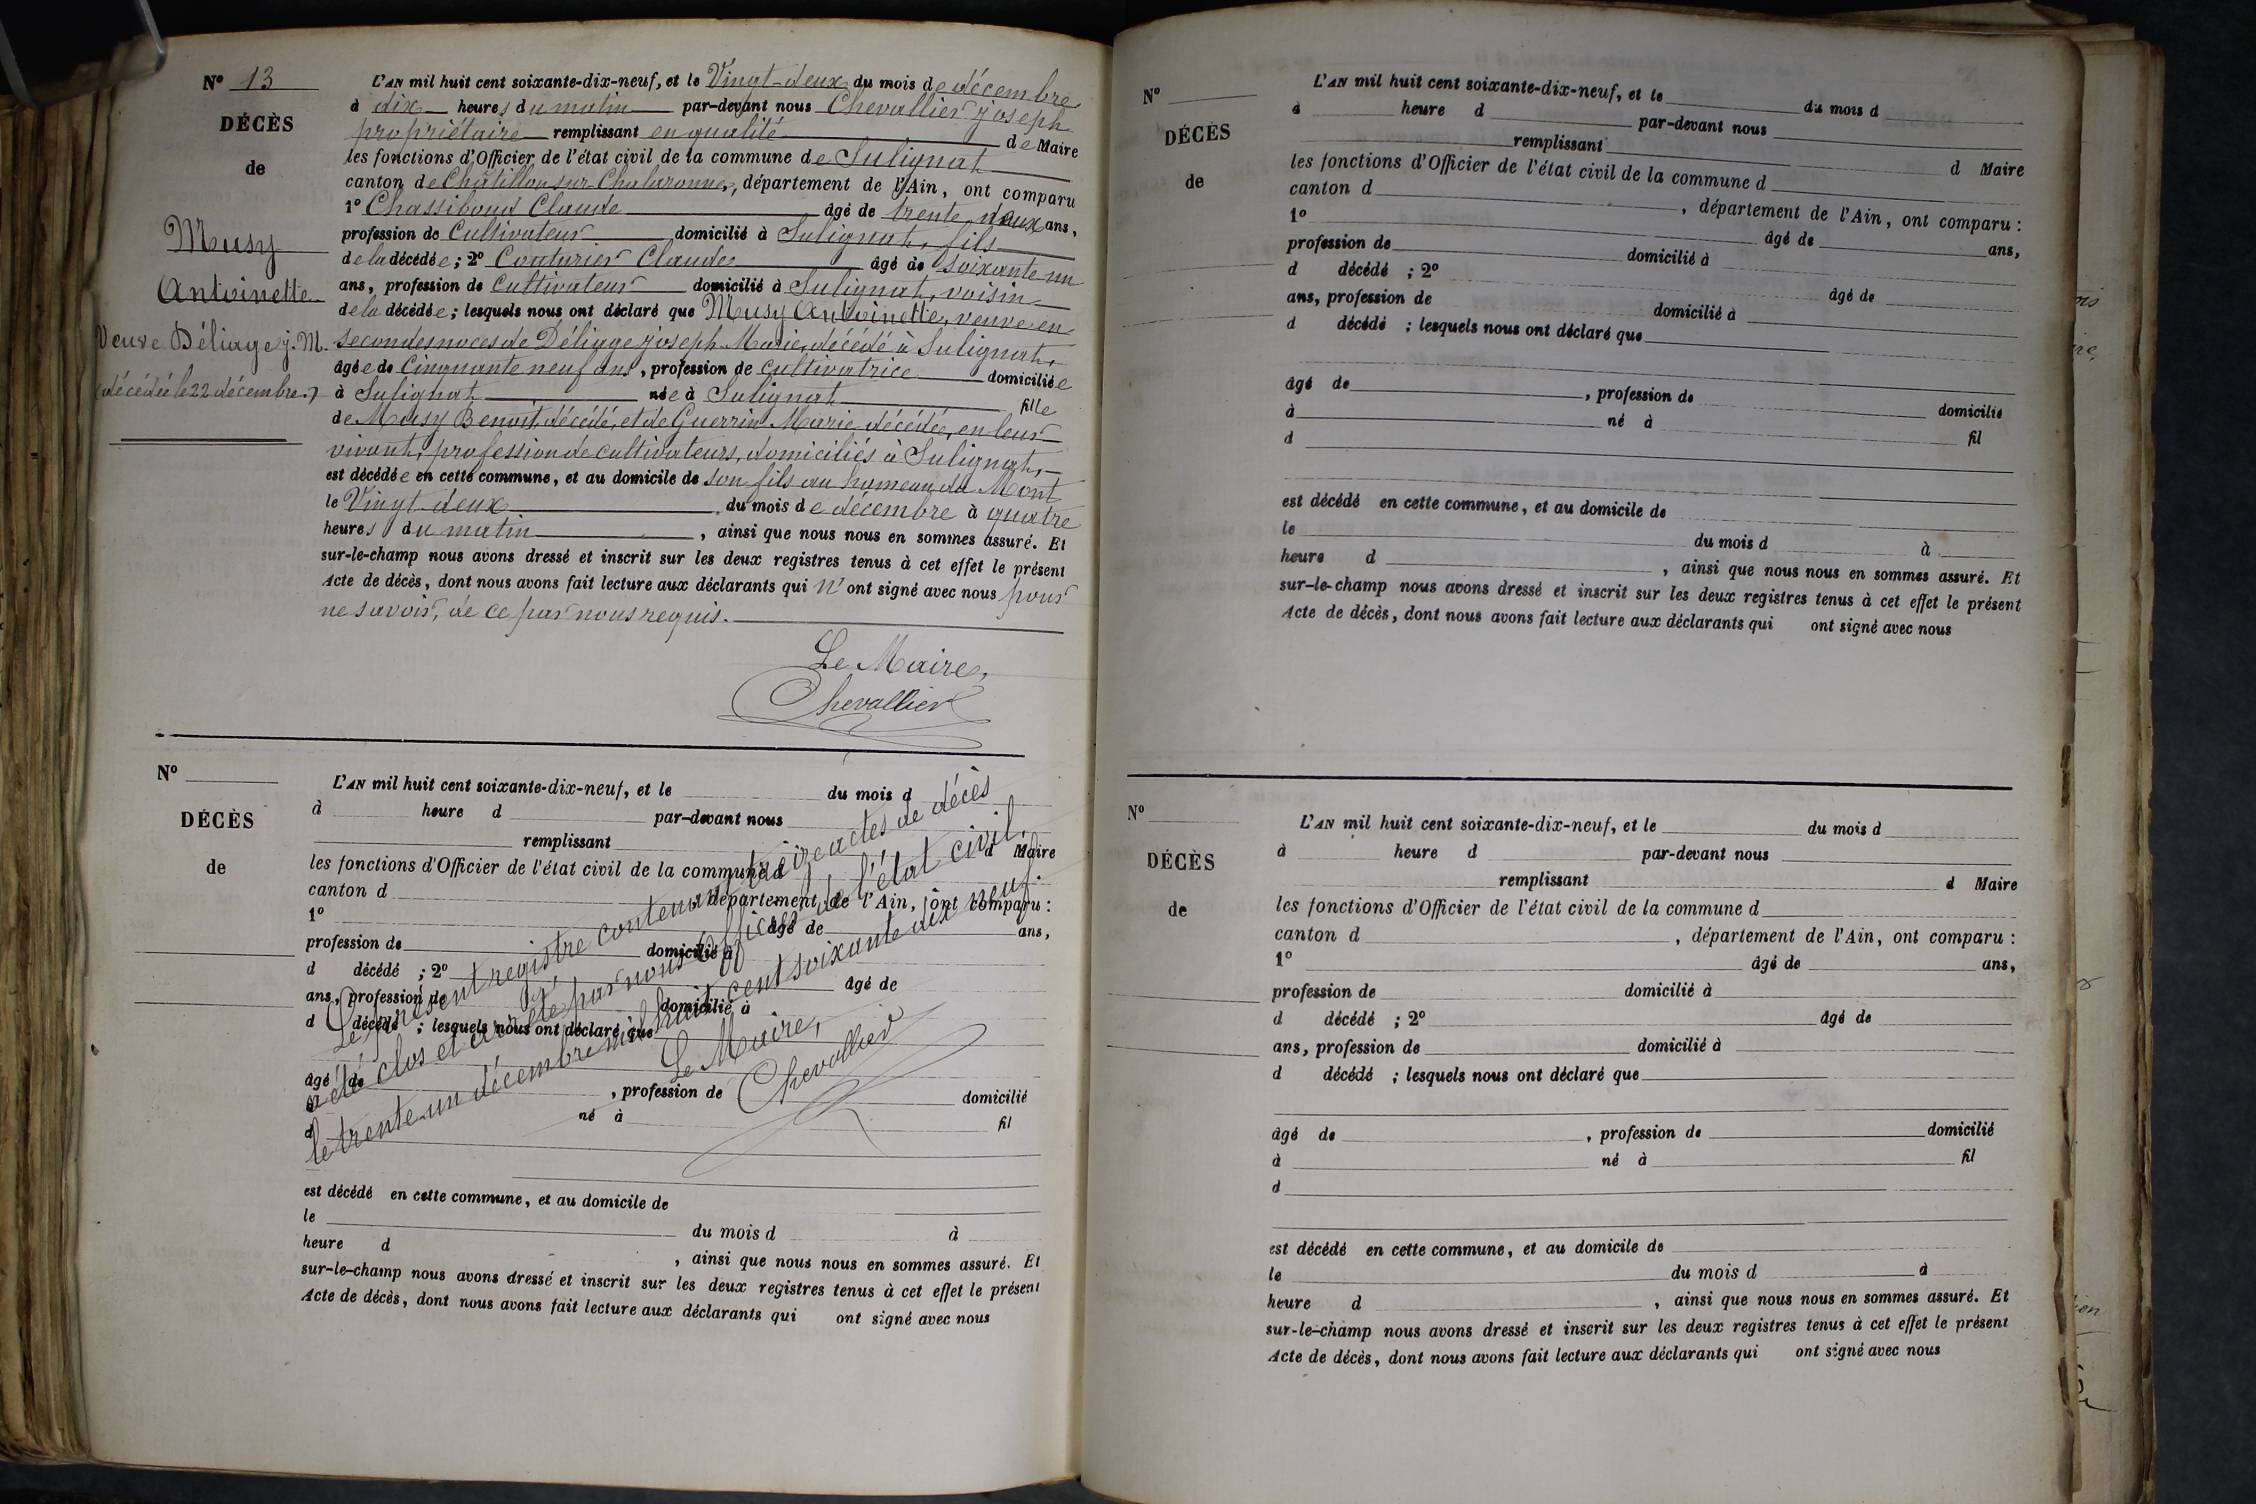 Nº 13
DÉCÈS
de
Musy
Antoinette
Veuve Déliage j. M.
(décédée le 22 décembre.)
L'AN mil huit cent soixante-dix-neuf, et le Vingt-deux du mois de décembre
à dix heures du matin par-devant nous Chevallier joseph
propriétaire remplissant en qualité de Maire
les fonctions d'Officier de l'état civil de la commune de Sulignat
canton de Châtillon sur Chalaronne, département de l'Ain, ont comparu
1º Chassiboud Claude âgé de trente deux ans,
profession de Cultivateur domicilié à Sulignat, fils
de la décédée ; 2º Couturier Claude âgé de soixante un
ans, profession de Cultivateur domicilié à Sulignat, voisin
de la décédée ; lesquels nous ont déclaré que Musy Antoinette, veuve en
secondes noces de Déliage joseph Marie, décédé à Sulignat,
âgée de Cinquante neuf ans, profession de cultivatrice domiciliée
à Sulignat née à Sulignat fille
de Musy Benoit, décédé, et de Guerrin Marie décédée, en leur
vivant, profession de cultivateurs, domiciliés à Sulignat,
est décédée en cette commune, et au domicile de son fils au hameau du Mont
le Vingt-deux du mois de décembre à quatre
heures du matin, ainsi que nous nous en sommes assuré. Et
sur-le-champ nous avons dressé et inscrit sur les deux registres tenus à cet effet le présent
Acte de décès, dont nous avons fait lecture aux déclarants qui n'ont signé avec nous pour
ne savoir, de ce par nous requis.
Le Maire,
Chevallier
Nº
DÉCÈS
de
L'AN mil huit cent soixante-dix-neuf, et le du mois d
à heure d par-devant nous
remplissant d Maire
les fonctions d'Officier de l'état civil de la commune d
canton d , département de l'Ain, ont comparu :
1º âgé de ans,
profession de domicilié à
d décédé ; 2º âgé de
ans, profession de domicilié à
d décédé ; lesquels nous ont déclaré que
âgé de , profession de domicilié
à né à fil
d
est décédé en cette commune, et au domicile de
le du mois d à
heure d , ainsi que nous nous en sommes assuré. Et
sur-le-champ nous avons dressé et inscrit sur les deux registres tenus à cet effet le présent
Acte de décès, dont nous avons fait lecture aux déclarants qui ont signé avec nous
Le présent registre contenant treize actes de décès
a été clos et arrêté par nous Officier de l'état civil,
le trente-un décembre mil huit cent soixante dix neuf.
Le Maire,
Chevallier
Nº
DÉCÈS
de
L'AN mil huit cent soixante-dix-neuf, et le du mois d
à heure d par-devant nous
remplissant d Maire
les fonctions d'Officier de l'état civil de la commune d
canton d , département de l'Ain, ont comparu :
1º âgé de ans,
profession de domicilié à
d décédé ; 2º âgé de
ans, profession de domicilié à
d décédé ; lesquels nous ont déclaré que
âgé de , profession de domicilié
à né à fil
d
est décédé en cette commune, et au domicile de
le du mois d à
heure d , ainsi que nous nous en sommes assuré. Et
sur-le-champ nous avons dressé et inscrit sur les deux registres tenus à cet effet le présent
Acte de décès, dont nous avons fait lecture aux déclarants qui ont signé avec nous
Nº
DÉCÈS
de
L'AN mil huit cent soixante-dix-neuf, et le du mois d
à heure d par-devant nous
remplissant d Maire
les fonctions d'Officier de l'état civil de la commune d
canton d , département de l'Ain, ont comparu :
1º âgé de ans,
profession de domicilié à
d décédé ; 2º âgé de
ans, profession de domicilié à
d décédé ; lesquels nous ont déclaré que
âgé de , profession de domicilié
à né à fil
d
est décédé en cette commune, et au domicile de
le du mois d à
heure d , ainsi que nous nous en sommes assuré. Et
sur-le-champ nous avons dressé et inscrit sur les deux registres tenus à cet effet le présent
Acte de décès, dont nous avons fait lecture aux déclarants qui ont signé avec nous